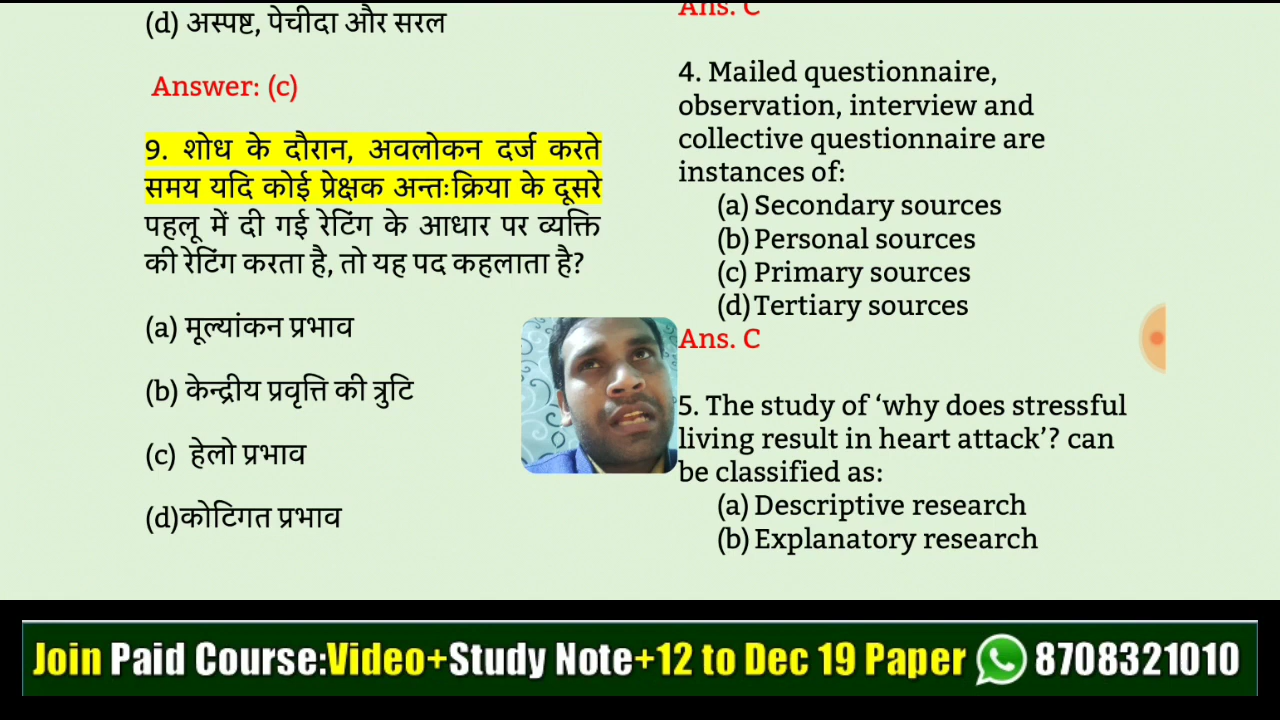 (d) अस्पष्ट, पेचीदा और सरल
Answer: (c)
9. शोध के दौरान, अवलोकन दर्ज करते
समय यदि कोई प्रेक्षक अन्तःक्रिया के दूसरे
पहलू में दी गई रेटिंग के आधार पर व्यक्ति
की रेटिंग करता है, तो यह पद कहलाता है?
(a) मूल्यांकन प्रभाव
(b) केन्द्रीय प्रवृत्ति की त्रुटि
(c) हेलो प्रभाव
(d)कोटिगत प्रभाव
Ans. C
4. Mailed questionnaire,
observation, interview and
collective questionnaire are
instances of:
(a) Secondary sources
(b) Personal sources
(c) Primary sources
(d) Tertiary sources
Ans. C
5. The study of ‘why does stressful
living result in heart attack’? can
be classified as:
(a) Descriptive research
(b) Explanatory research
Join Paid Course:Video+Study Note+12 to Dec 19 Paper 8708321010